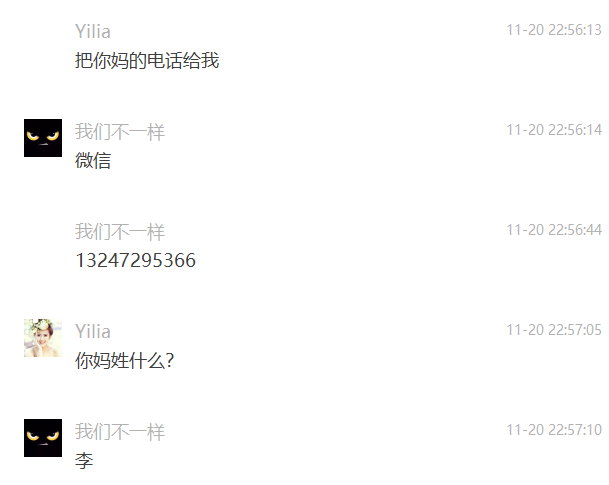 Yilia 11-20 22:56:13
把你妈的电话给我
我们不一样 11-20 22:56:14
微信
我们不一样 11-20 22:56:44
13247295366
Yilia 11-20 22:57:05
你妈姓什么?
我们不一样 11-20 22:57:10
李